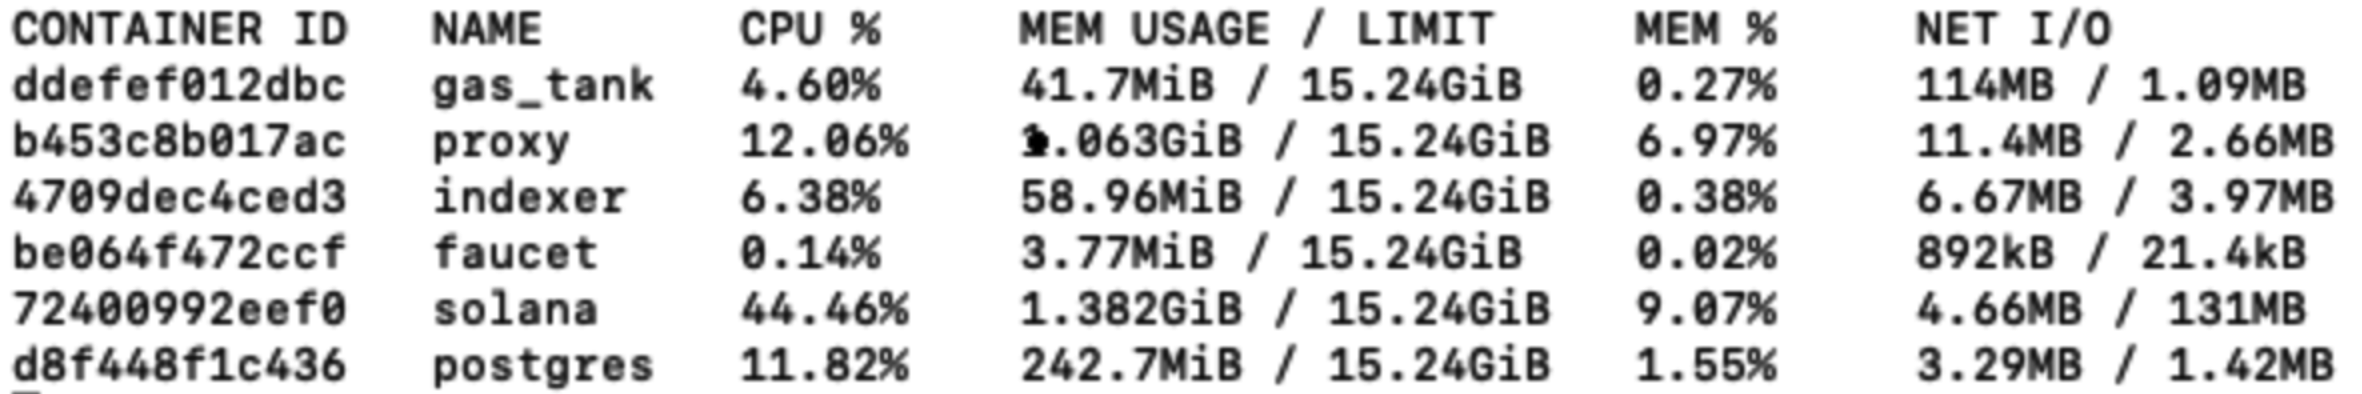 CONTAINER ID NAME CPU % MEM USAGE / LIMIT MEM % NET I/O
ddefef012dbc gas_tank 4.60% 41.7MiB / 15.24GiB 0.27% 114MB / 1.09MB
b453c8b017ac proxy 12.06% 1.063GiB / 15.24GiB 6.97% 11.4MB / 2.66MB
4709dec4ced3 indexer 6.38% 58.96MiB / 15.24GiB 0.38% 6.67MB / 3.97MB
be064f472ccf faucet 0.14% 3.77MiB / 15.24GiB 0.02% 892kB / 21.4kB
72400992eef0 solana 44.46% 1.382GiB / 15.24GiB 9.07% 4.66MB / 131MB
d8f448f1c436 postgres 11.82% 242.7MiB / 15.24GiB 1.55% 3.29MB / 1.42MB